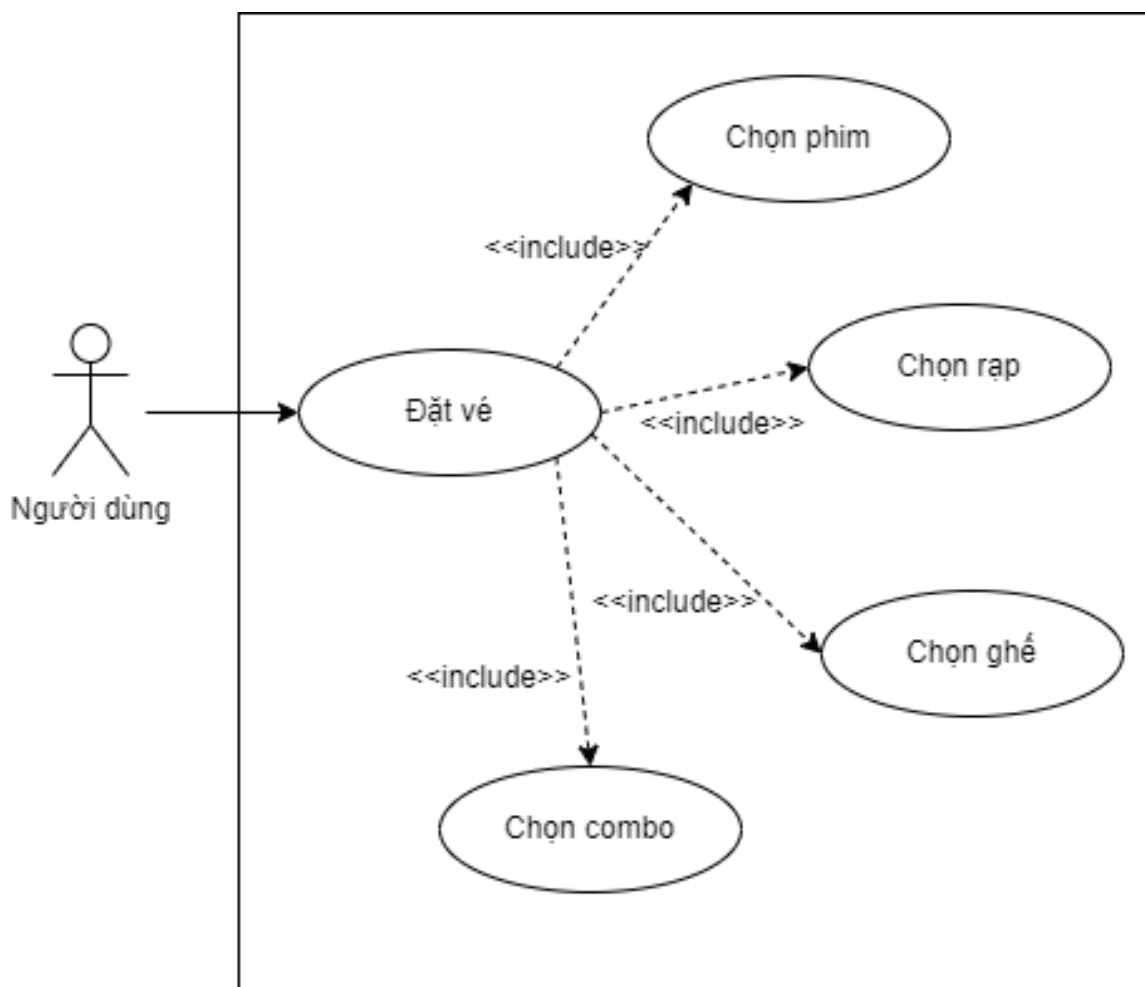 Chọn phim
<<include>>
Chọn rạp
Đặt vé
<<include>>
Người dùng
<<include>>
Chọn ghế
<<include>>
Chọn combo